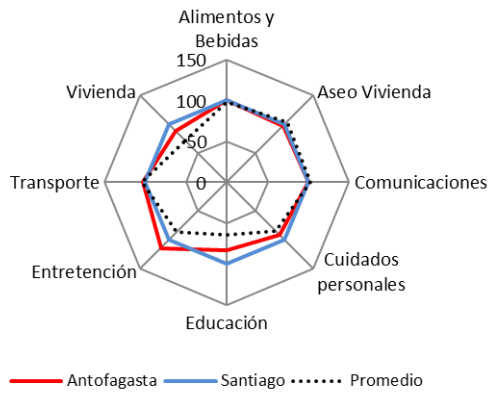 Alimentos y
Bebidas
150
Vivienda
Aseo Vivienda
100
50
Transporte
0
Comunicaciones
Entretención
Cuidados
personales
Educación
Antofagasta
Santiago
Promedio